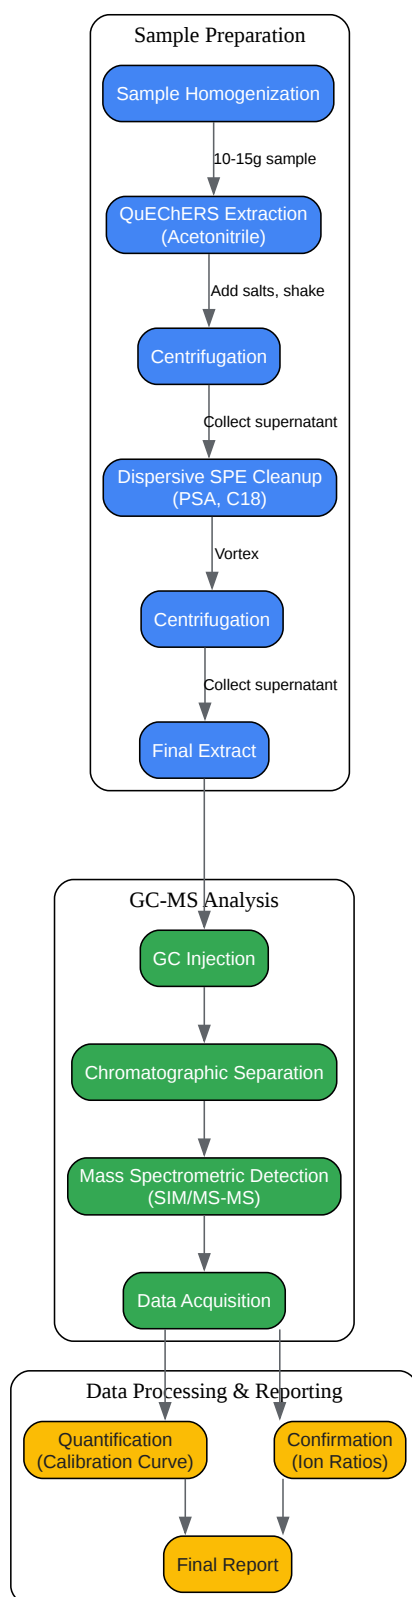 Sample Preparation
Sample Homogenization
10-15g sample
QuEChERS Extraction
(Acetonitrile)
Add salts, shake
Centrifugation
Collect supernatant
Dispersive SPE Cleanup
(PSA, C18)
Vortex
Centrifugation
Collect supernatant
Final Extract
GC-MS Analysis
GC Injection
Chromatographic Separation
Mass Spectrometric Detection
(SIM/MS-MS)
Data Acquisition
Data Processing & Reporting
Quantification
(Calibration Curve)
Confirmation
(Ion Ratios)
Final Report